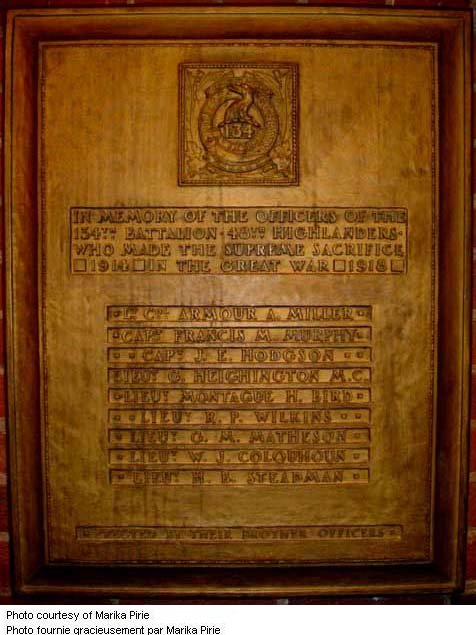 134
IN MEMORY OF THE OFFICERS OF THE
134TH BATTALION · 48TH HIGHLANDERS ·
WHO MADE THE SUPREME SACRIFICE
1914 IN THE GREAT WAR 1918
ARMOUR A. MILLER
CAPT FRANCIS M. MURPHY
CAPT J. E. HODGSON
LIEUT G. HEIGHINGTON M.C.
LIEUT MONTAGUE H. BIRD
LIEUT R. P. WILKINS
LIEUT G. M. MATHESON
LIEUT W. J. COLQUHOUN
LIEUT H. B. STEADMAN
ERECTED BY THEIR BROTHER OFFICERS
Photo courtesy of Marika Pirie
Photo fournie gracieusement par Marika Pirie